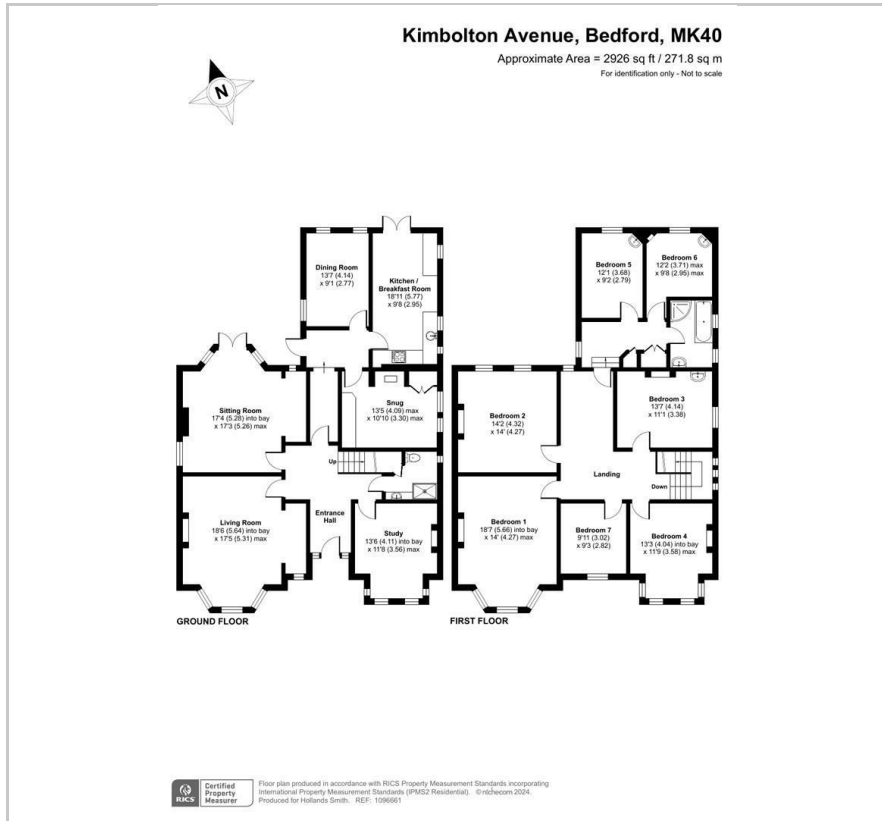 Kimbolton Avenue, Bedford, MK40
Approximate Area = 2926 sq ft / 271.8 sq m
For identification only - Not to scale
N
Dining Room
13'7 (4.14)
x 9'1 (2.77)
Kitchen /
Breakfast Room
18'11 (5.77)
x 9'8 (2.95)
Sitting Room
17'4 (5.28) into bay
x 17'3 (5.26) max
Snug
13'5 (4.09) max
x 10'10 (3.30) max
Up
Living Room
18'6 (5.64) into bay
x 17'5 (5.31) max
Entrance
Hall
Study
13'6 (4.11) into bay
x 11'8 (3.56) max
GROUND FLOOR
Bedroom 5
12'1 (3.68)
x 9'2 (2.79)
Bedroom 6
12'2 (3.71) max
x 9'8 (2.95) max
Bedroom 2
14'2 (4.32)
x 14' (4.27)
Bedroom 3
13'7 (4.14)
x 11'1 (3.38)
Landing
Down
Bedroom 1
18'7 (5.66) into bay
x 14' (4.27) max
Bedroom 7
9'11 (3.02)
x 9'3 (2.82)
Bedroom 4
13'3 (4.04) into bay
x 11'9 (3.58) max
FIRST FLOOR
RICS
Certified
Property
Measurer
Floor plan produced in accordance with RICS Property Measurement Standards incorporating
International Property Measurement Standards (IPMS2 Residential). © nichecom 2024.
Produced for Hollands Smith. REF: 1096661